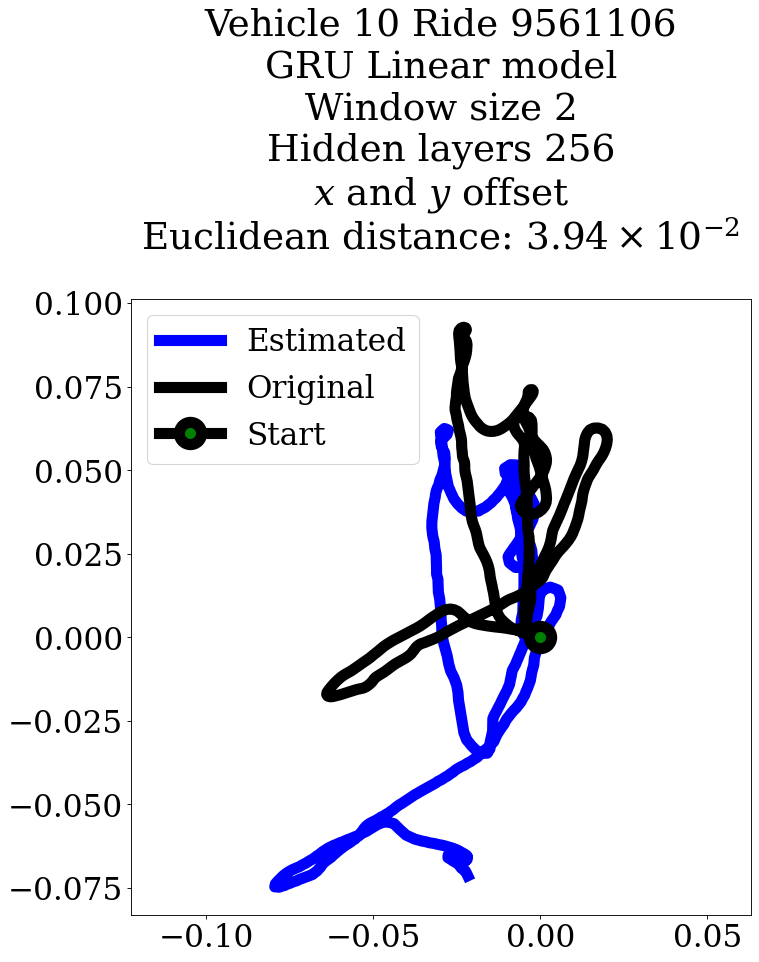 Vehicle 10 Ride 9561106
GRU Linear model
Window size 2
Hidden layers 256
x and y offset
Euclidean distance: 3.94 × 10⁻²
Estimated
Original
Start
0.100
0.075
0.050
0.025
0.000
−0.025
−0.050
−0.075
−0.10 −0.05 0.00 0.05